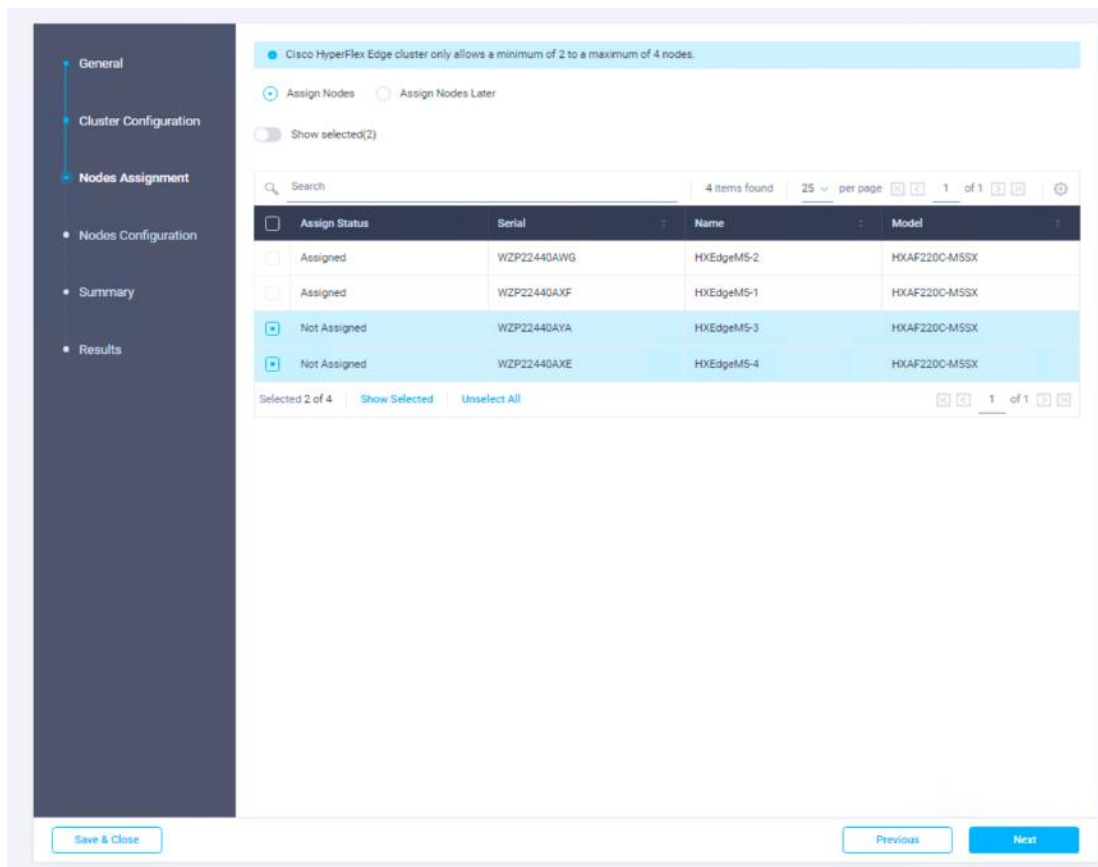 General
Cluster Configuration
Nodes Assignment
Nodes Configuration
Summary
Results
Cisco HyperFlex Edge cluster only allows a minimum of 2 to a maximum of 4 nodes.
Assign Nodes Assign Nodes Later
Show selected(2)
Search 4 items found 25 per page 1 of 1
Assign Status Serial Name Model
Assigned WZP22440AWG HXEdgeM5-2 HXAF220C-M5SX
Assigned WZP22440AXF HXEdgeM5-1 HXAF220C-M5SX
Not Assigned WZP22440AYA HXEdgeM5-3 HXAF220C-M5SX
Not Assigned WZP22440AXE HXEdgeM5-4 HXAF220C-M5SX
Selected 2 of 4 Show Selected Unselect All 1 of 1
Save & Close Previous Next